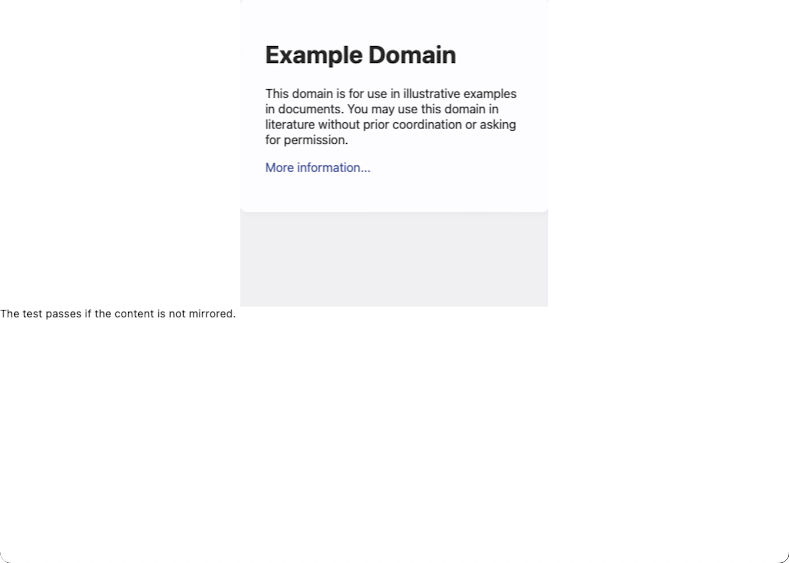 Example Domain
This domain is for use in illustrative examples
in documents. You may use this domain in
literature without prior coordination or asking
for permission.
More information...
The test passes if the content is not mirrored.